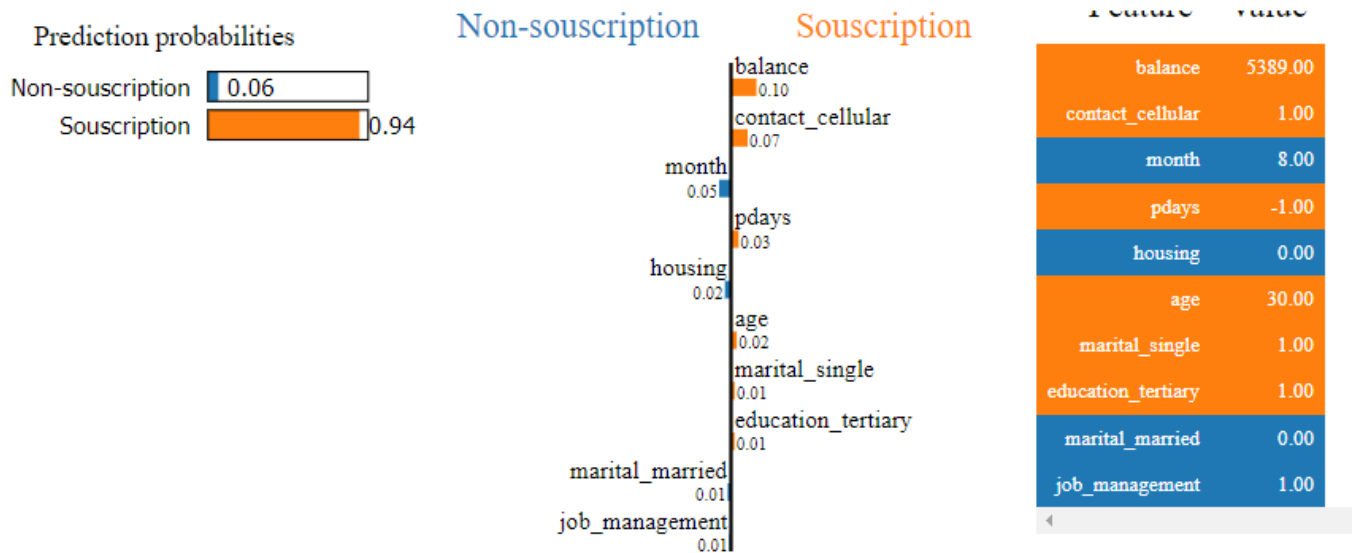 Prediction probabilities
Non-souscription 0.06
Souscription 0.94
Non-souscription Souscription
balance
0.10
contact_cellular
0.07
month
0.05
pdays
0.03
housing
0.02
age
0.02
marital_single
0.01
education_tertiary
0.01
marital_married
0.01
job_management
0.01
Feature Value
balance 5389.00
contact_cellular 1.00
month 8.00
pdays -1.00
housing 0.00
age 30.00
marital_single 1.00
education_tertiary 1.00
marital_married 0.00
job_management 1.00